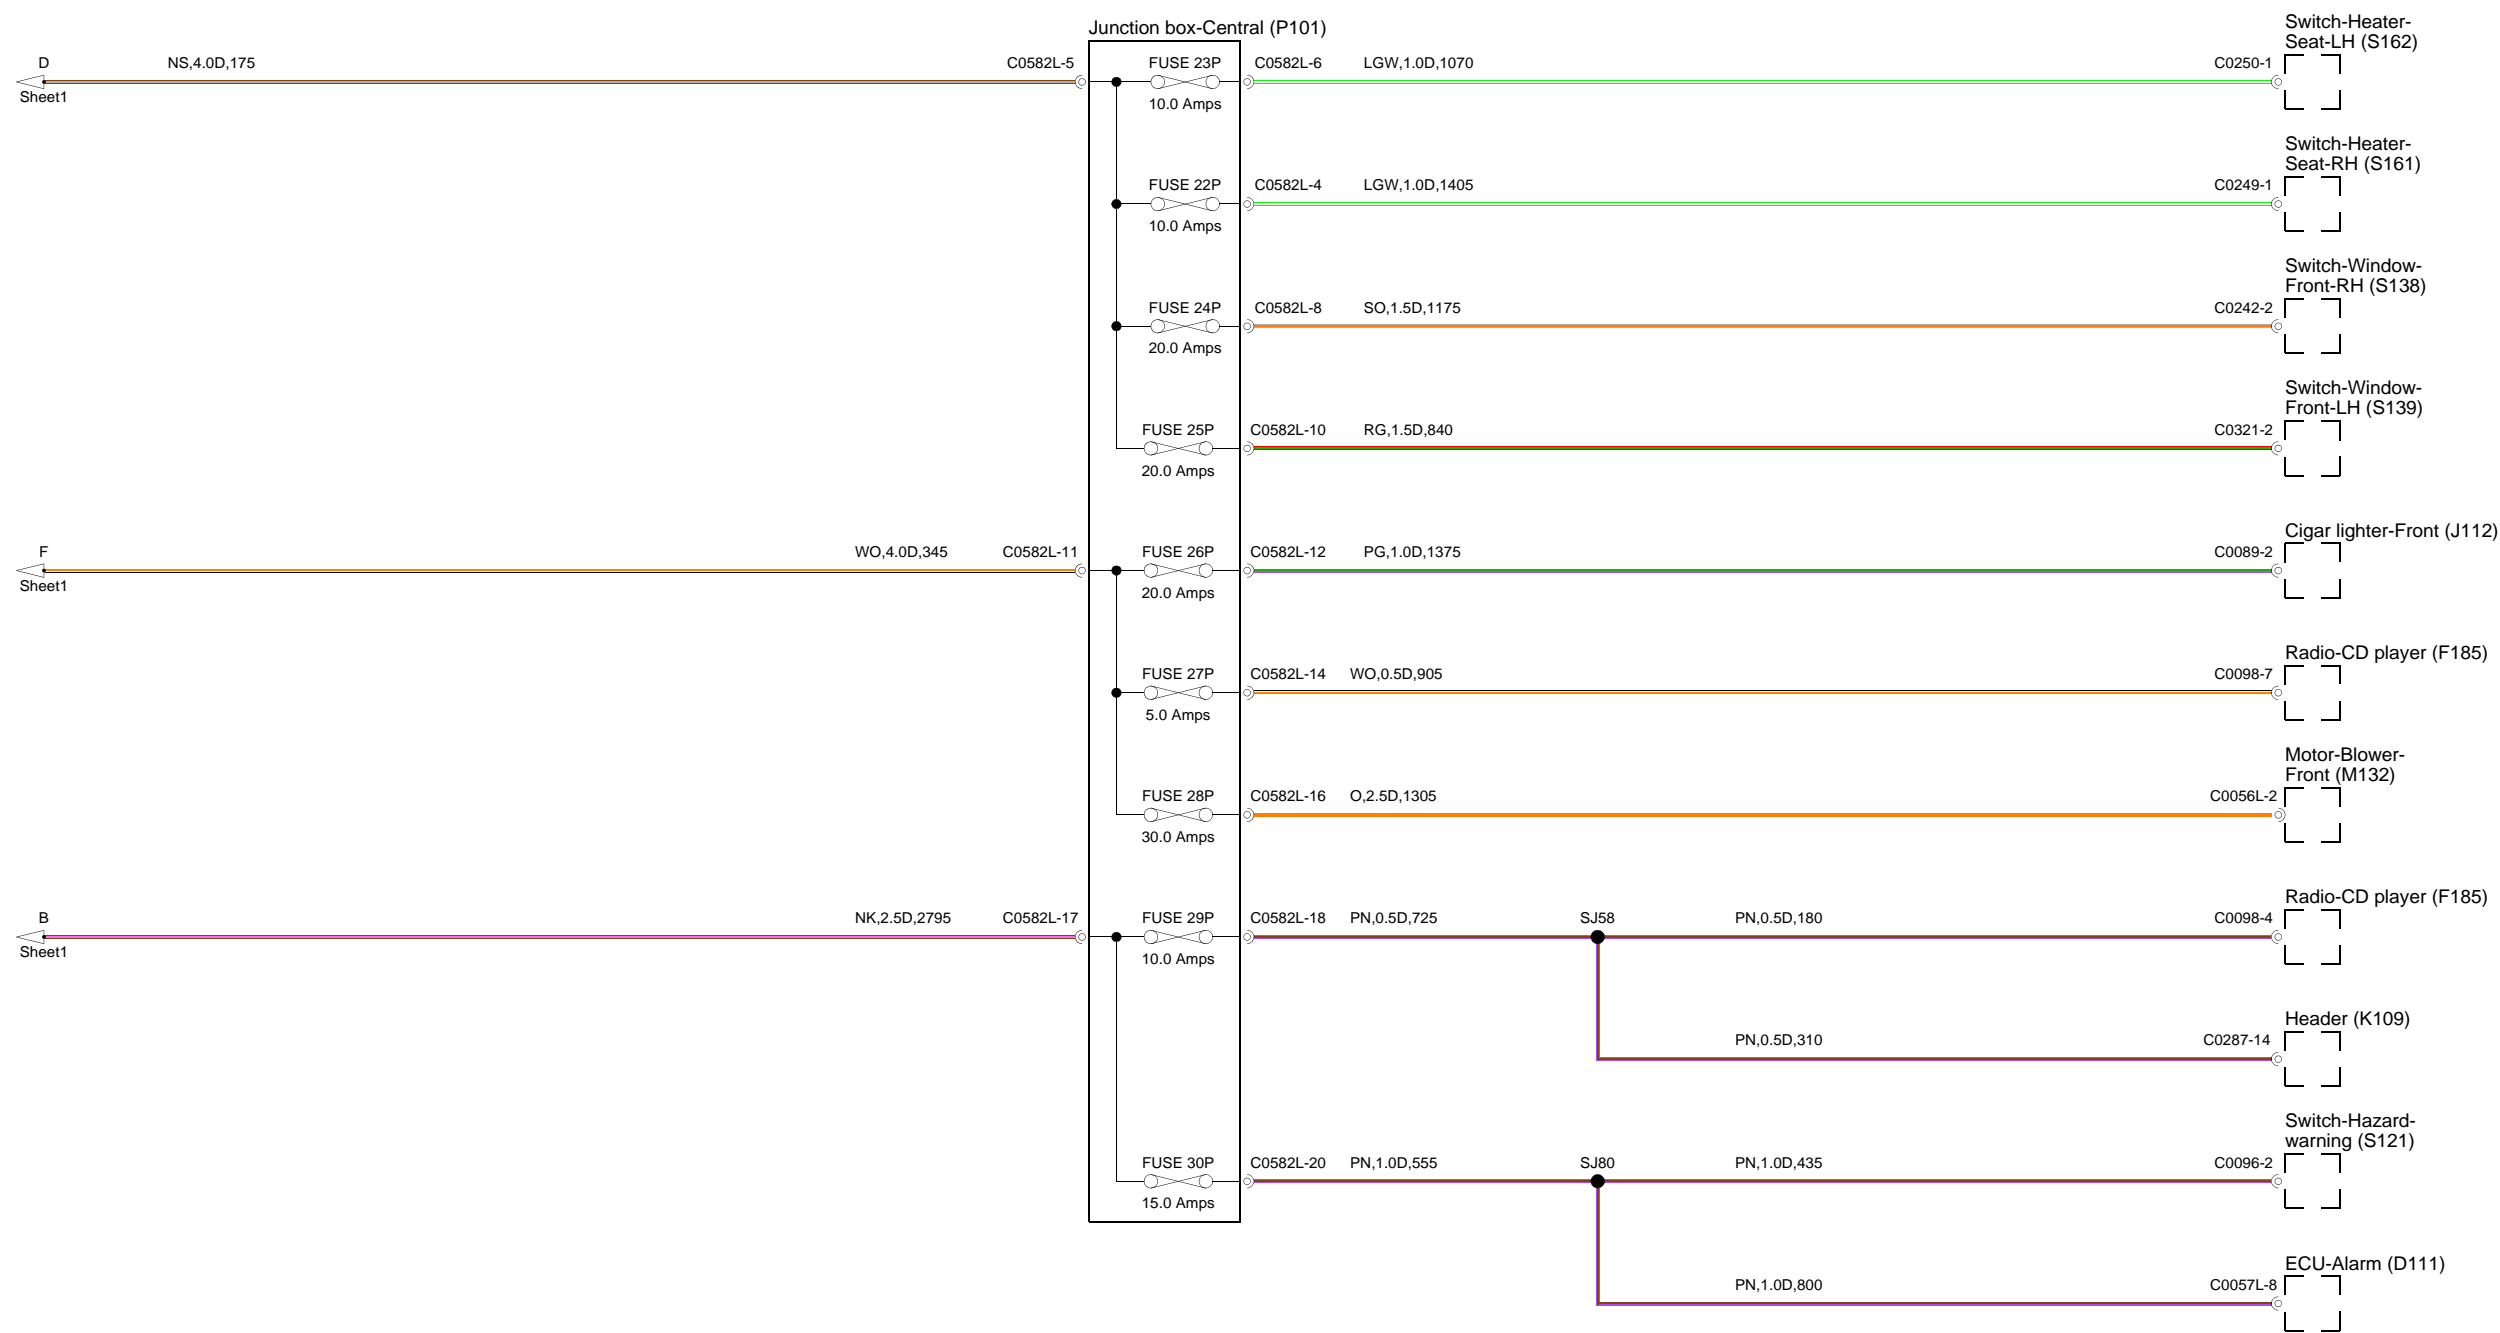 Junction box-Central (P101)
Switch-Heater-
Seat-LH (S162)
D
NS,4.0D,175
C0582L-5
FUSE 23P
C0582L-6
LGW,1.0D,1070
C0250-1
Sheet1
10.0 Amps
Switch-Heater-
Seat-RH (S161)
FUSE 22P
C0582L-4
LGW,1.0D,1405
C0249-1
10.0 Amps
Switch-Window-
Front-RH (S138)
FUSE 24P
C0582L-8
SO,1.5D,1175
C0242-2
20.0 Amps
Switch-Window-
Front-LH (S139)
FUSE 25P
C0582L-10
RG,1.5D,840
C0321-2
20.0 Amps
Cigar lighter-Front (J112)
F
WO,4.0D,345
C0582L-11
FUSE 26P
C0582L-12
PG,1.0D,1375
C0089-2
Sheet1
20.0 Amps
Radio-CD player (F185)
FUSE 27P
C0582L-14
WO,0.5D,905
C0098-7
5.0 Amps
Motor-Blower-
Front (M132)
FUSE 28P
C0582L-16
O,2.5D,1305
C0056L-2
30.0 Amps
Radio-CD player (F185)
B
NK,2.5D,2795
C0582L-17
FUSE 29P
C0582L-18
PN,0.5D,725
SJ58
PN,0.5D,180
C0098-4
Sheet1
10.0 Amps
Header (K109)
PN,0.5D,310
C0287-14
Switch-Hazard-
warning (S121)
FUSE 30P
C0582L-20
PN,1.0D,555
SJ80
PN,1.0D,435
C0096-2
15.0 Amps
ECU-Alarm (D111)
PN,1.0D,800
C0057L-8